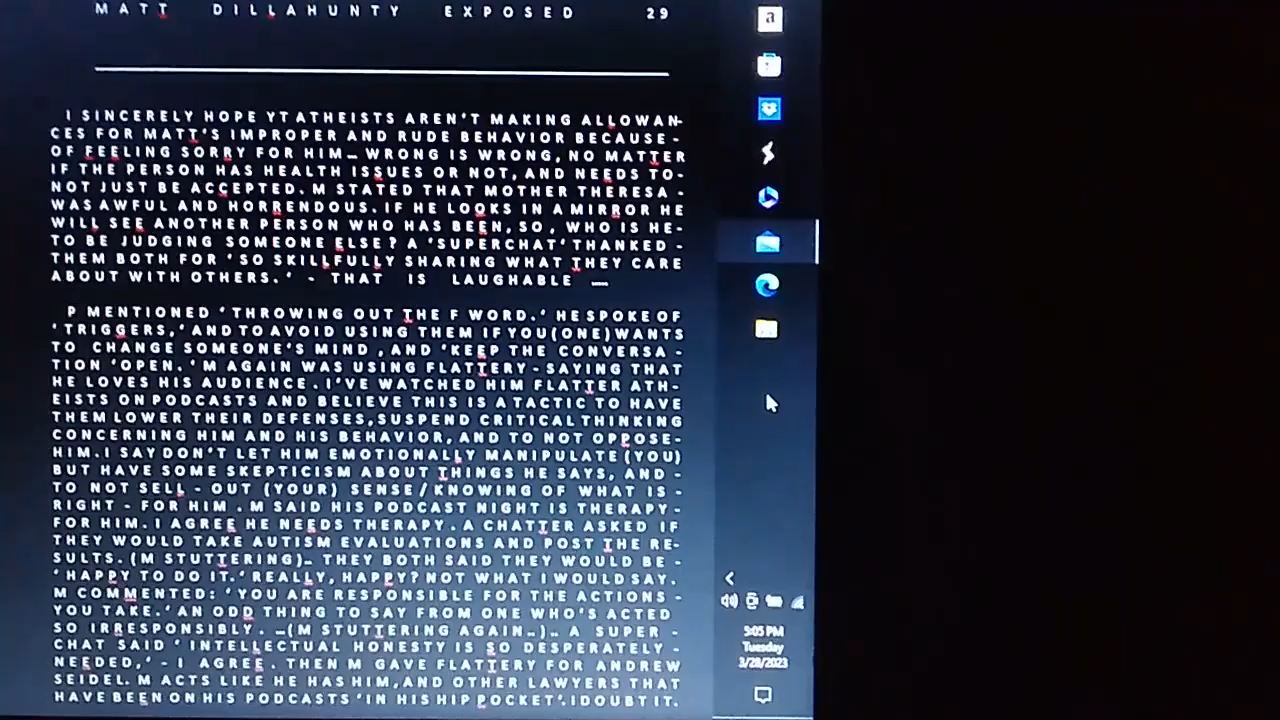 MATT DILLAHUNTY EXPOSED 29
I SINCERELY HOPE YT ATHEISTS AREN'T MAKING ALLOWAN-
CES FOR MATT'S IMPROPER AND RUDE BEHAVIOR BECAUSE -
OF FEELING SORRY FOR HIM... WRONG IS WRONG, NO MATTER
IF THE PERSON HAS HEALTH ISSUES OR NOT, AND NEEDS TO-
NOT JUST BE ACCEPTED. M STATED THAT MOTHER THERESA -
WAS AWFUL AND HORRENDOUS. IF HE LOOKS IN A MIRROR HE
WILL SEE ANOTHER PERSON WHO HAS BEEN, SO, WHO IS HE-
TO BE JUDGING SOMEONE ELSE? A 'SUPERCHAT' THANKED -
THEM BOTH FOR 'SO SKILLFULLY SHARING WHAT THEY CARE
ABOUT WITH OTHERS.' - THAT IS LAUGHABLE ....
P MENTIONED 'THROWING OUT THE F WORD.' HE SPOKE OF
'TRIGGERS,' AND TO AVOID USING THEM IF YOU(ONE) WANTS
TO CHANGE SOMEONE'S MIND , AND 'KEEP THE CONVERSA -
TION 'OPEN. 'M AGAIN WAS USING FLATTERY - SAYING THAT
HE LOVES HIS AUDIENCE. I'VE WATCHED HIM FLATTER ATH-
EISTS ON PODCASTS AND BELIEVE THIS IS A TACTIC TO HAVE
THEM LOWER THEIR DEFENSES, SUSPEND CRITICAL THINKING
CONCERNING HIM AND HIS BEHAVIOR, AND TO NOT OPPOSE-
HIM. I SAY DON'T LET HIM EMOTIONALLY MANIPULATE (YOU)
BUT HAVE SOME SKEPTICISM ABOUT THINGS HE SAYS, AND -
TO NOT SELL - OUT (YOUR) SENSE/KNOWING OF WHAT IS -
RIGHT - FOR HIM . M SAID HIS PODCAST NIGHT IS THERAPY-
FOR HIM. I AGREE HE NEEDS THERAPY. A CHATTER ASKED IF
THEY WOULD TAKE AUTISM EVALUATIONS AND POST THE RE-
SULTS. (M STUTTERING)... THEY BOTH SAID THEY WOULD BE -
'HAPPY TO DO IT.' REALLY, HAPPY? NOT WHAT I WOULD SAY.
M COMMENTED: 'YOU ARE RESPONSIBLE FOR THE ACTIONS -
YOU TAKE.' AN ODD THING TO SAY FROM ONE WHO'S ACTED
SO IRRESPONSIBLY. ...(M STUTTERING AGAIN...)... A SUPER -
CHAT SAID ' INTELLECTUAL HONESTY IS SO DESPERATELY -
NEEDED,' - I AGREE. THEN M GAVE FLATTERY FOR ANDREW
SEIDEL. M ACTS LIKE HE HAS HIM, AND OTHER LAWYERS THAT
HAVE BEEN ON HIS PODCASTS 'IN HIS HIP POCKET'. I DOUBT IT.
5:05 PM
Tuesday
3/28/2023